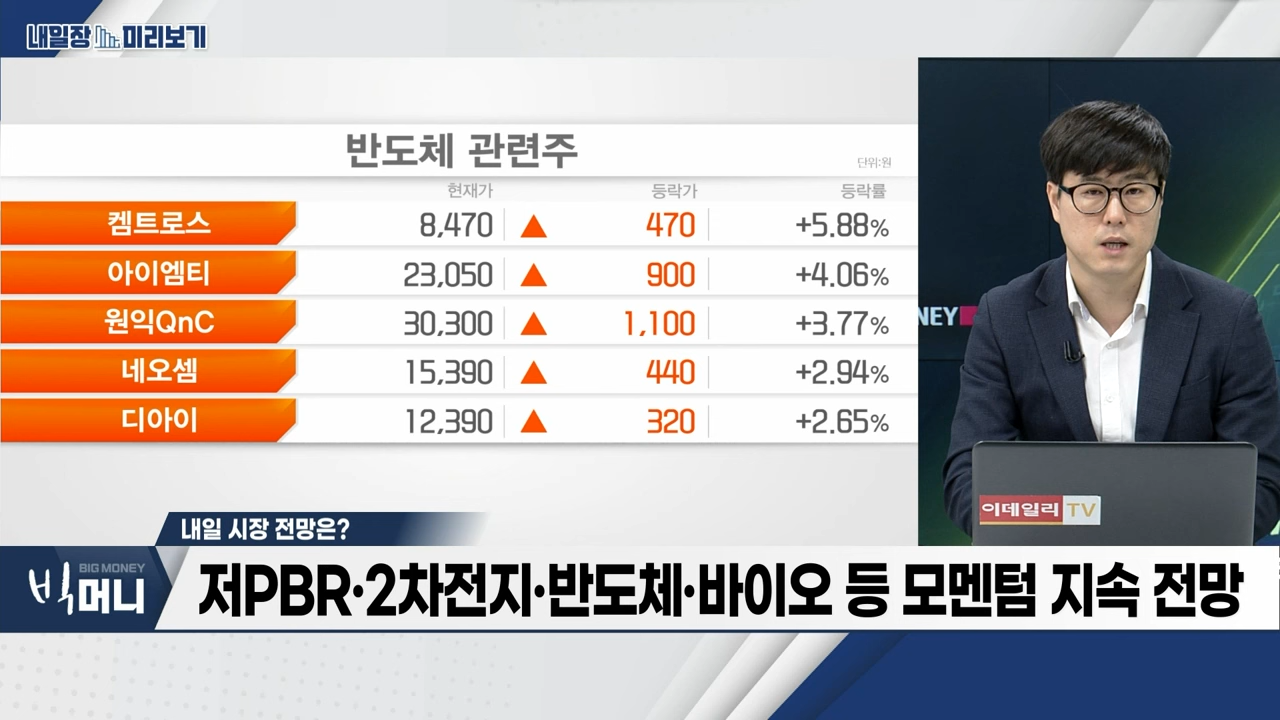 내일장 미리보기
반도체 관련주
단위:원
현재가 등락가 등락률
켐트로스 8,470 ▲ 470 +5.88%
아이엠티 23,050 ▲ 900 +4.06%
원익QnC 30,300 ▲ 1,100 +3.77%
네오셈 15,390 ▲ 440 +2.94%
디아이 12,390 ▲ 320 +2.65%
NEY
이데일리 TV
내일 시장 전망은?
BIG MONEY
빅머니
저PBR·2차전지·반도체·바이오 등 모멘텀 지속 전망